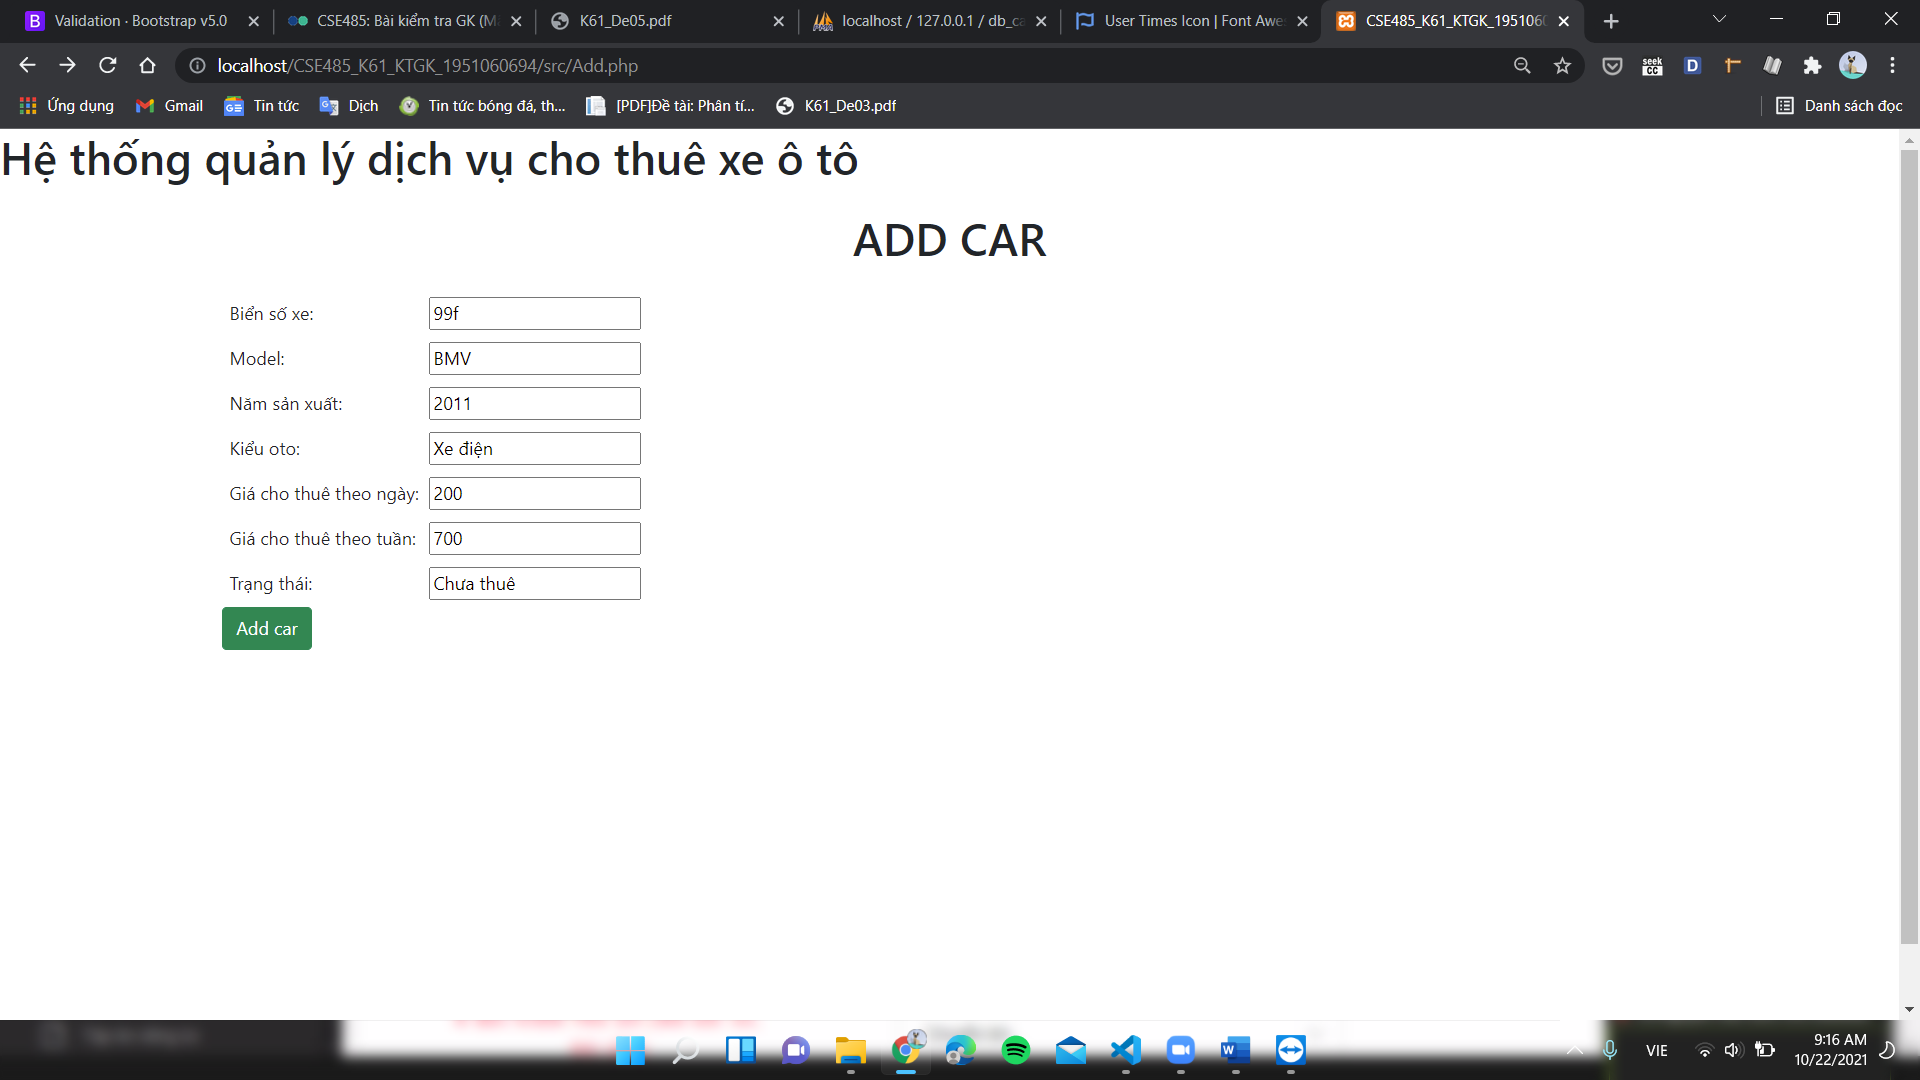 Validation · Bootstrap v5.0
CSE485: Bài kiểm tra GK (M
K61_De05.pdf
localhost / 127.0.0.1 / db_ca
User Times Icon | Font Awe
CSE485_K61_KTGK_195106
localhost/CSE485_K61_KTGK_1951060694/src/Add.php
seek CC
D
Ứng dụng
Gmail
Tin tức
Dịch
Tin tức bóng đá, th...
[PDF]Đề tài: Phân tí...
K61_De03.pdf
Danh sách đọc
Hệ thống quản lý dịch vụ cho thuê xe ô tô
ADD CAR
Biển số xe: 99f
Model: BMV
Năm sản xuất: 2011
Kiểu oto: Xe điện
Giá cho thuê theo ngày: 200
Giá cho thuê theo tuần: 700
Trạng thái: Chưa thuê
Add car
VIE
9:16 AM
10/22/2021